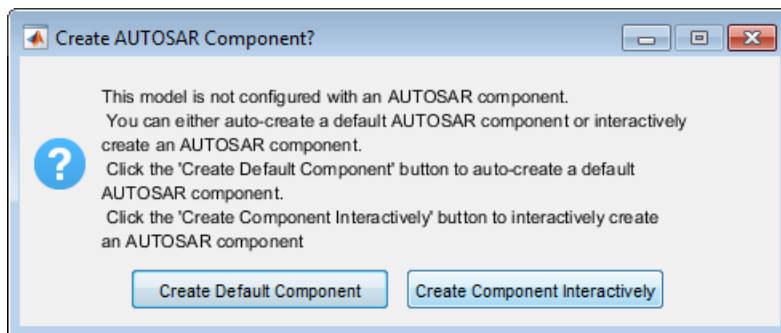 Create AUTOSAR Component?
This model is not configured with an AUTOSAR component.
You can either auto-create a default AUTOSAR component or interactively
create an AUTOSAR component.
Click the 'Create Default Component' button to auto-create a default
AUTOSAR component.
Click the 'Create Component Interactively' button to interactively create
an AUTOSAR component
Create Default Component
Create Component Interactively